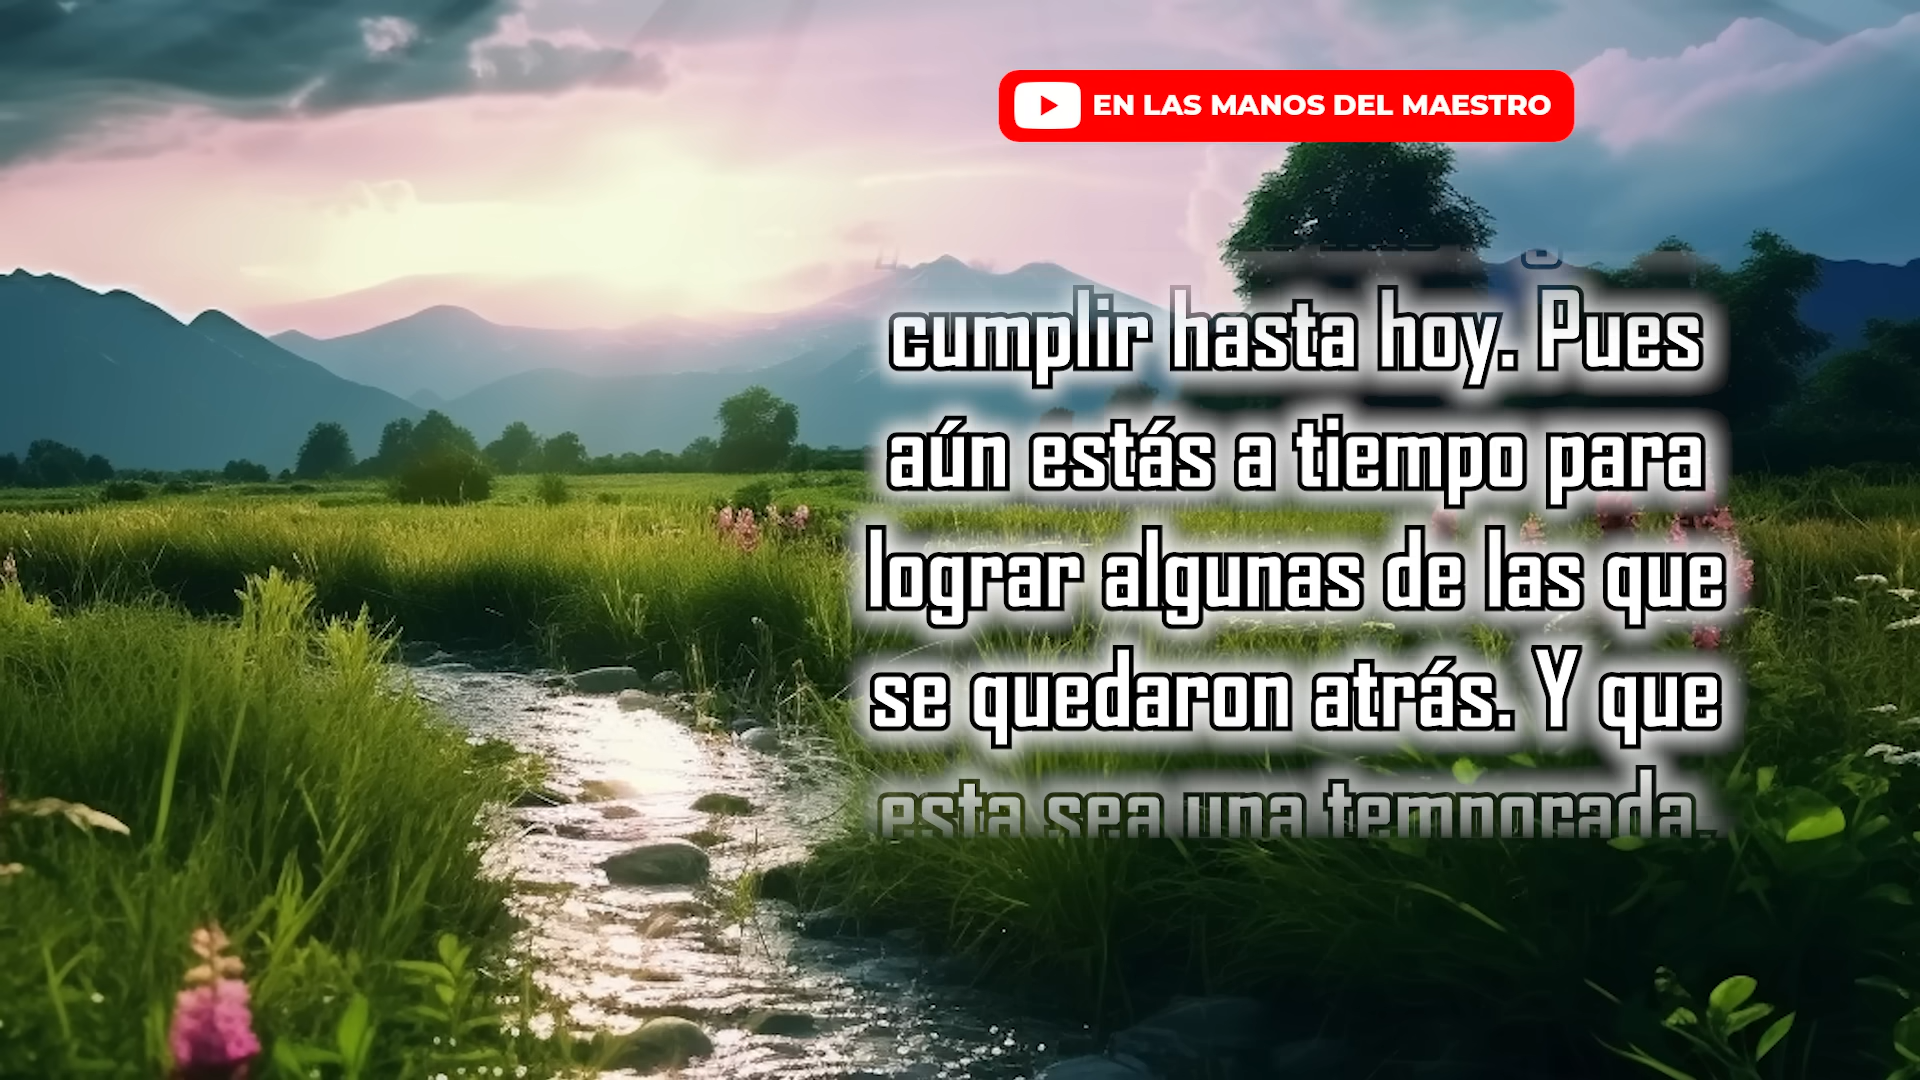 EN LAS MANOS DEL MAESTRO
cumplir hasta hoy. Pues
aún estás a tiempo para
lograr algunas de las que
se quedaron atrás. Y que
esta sea una temporada,